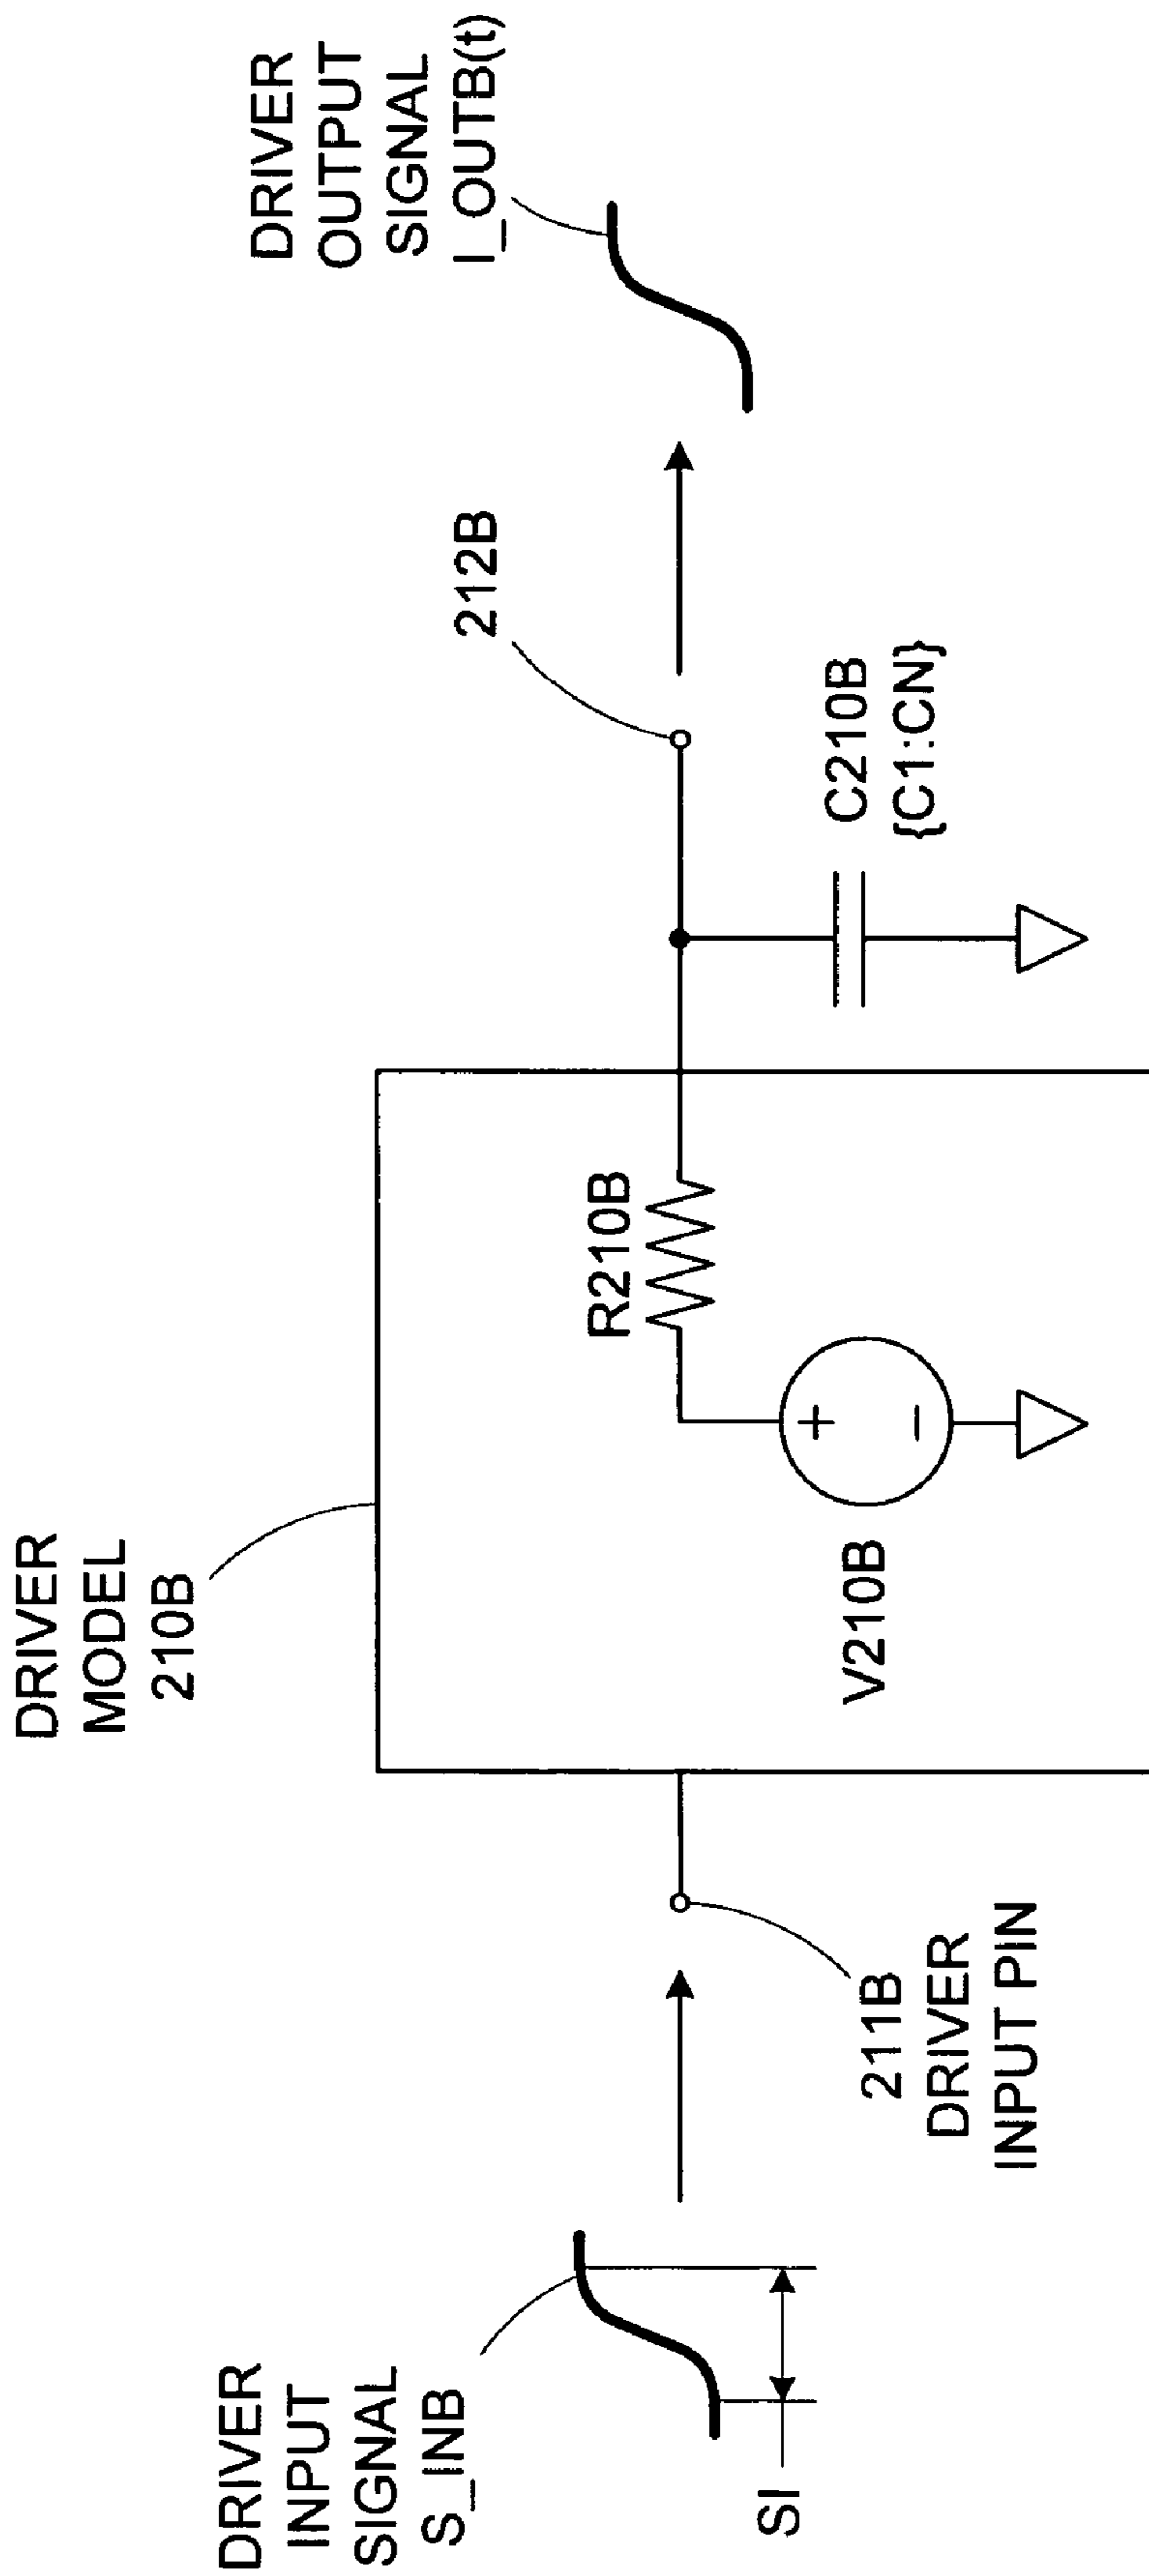 DRIVER
INPUT
SIGNAL
S_INB
SI
211B
DRIVER
INPUT PIN
DRIVER
MODEL
210B
V210B
+
–
R210B
C210B
{C1:CN}
212B
DRIVER
OUTPUT
SIGNAL
I_OUTB(t)